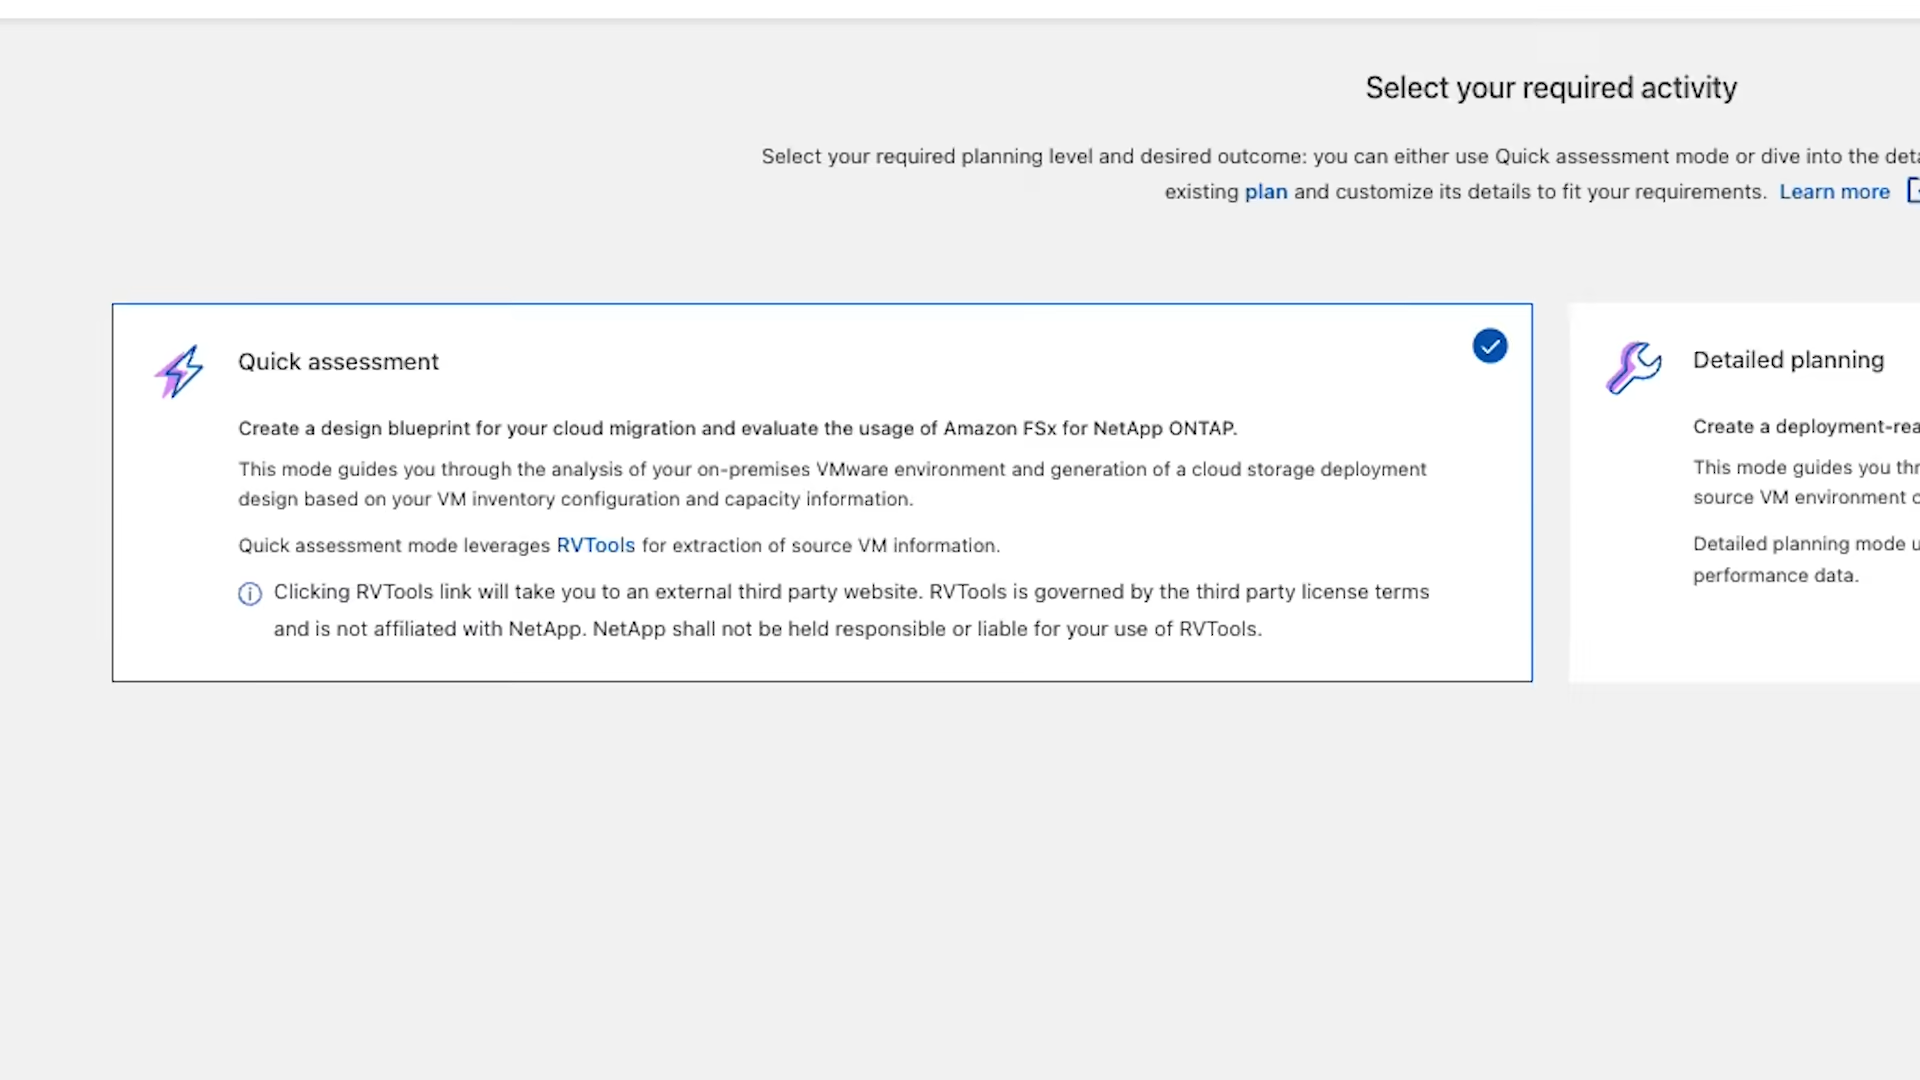 Select your required activity
Select your required planning level and desired outcome: you can either use Quick assessment mode or dive into the
existing plan and customize its details to fit your requirements. Learn more
Quick assessment
Create a design blueprint for your cloud migration and evaluate the usage of Amazon FSx for NetApp ONTAP.
This mode guides you through the analysis of your on-premises VMware environment and generation of a cloud storage deployment
design based on your VM inventory configuration and capacity information.
Quick assessment mode leverages RVTools for extraction of source VM information.
Clicking RVTools link will take you to an external third party website. RVTools is governed by the third party license terms
and is not affiliated with NetApp. NetApp shall not be held responsible or liable for your use of RVTools.
Detailed planning
Create a deployment-rea
This mode guides you thr
source VM environment c
Detailed planning mode u
performance data.